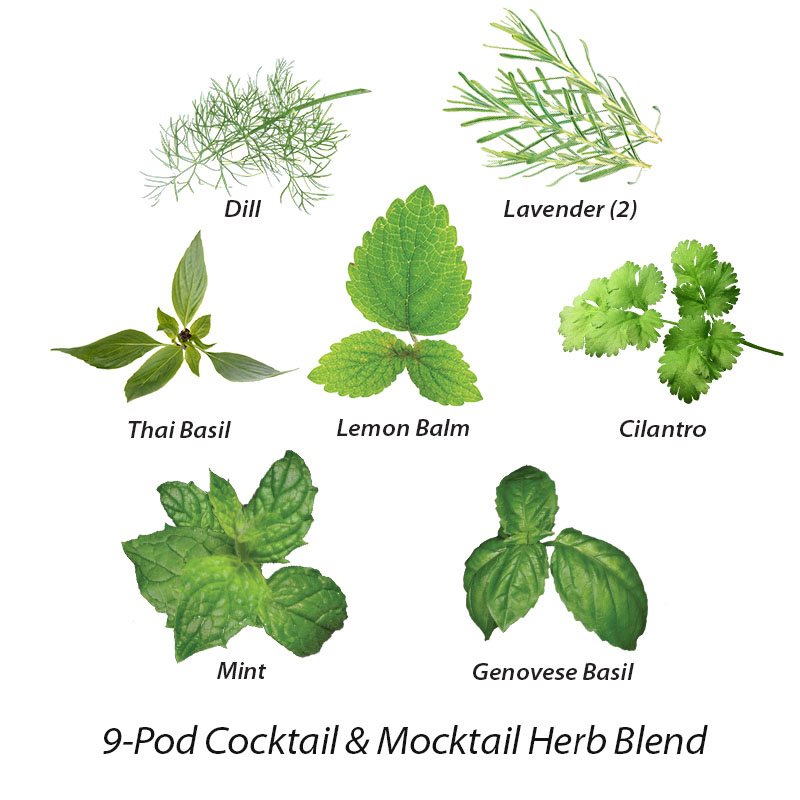 Dill
Lavender (2)
Thai Basil
Lemon Balm
Cilantro
Mint
Genovese Basil
9-Pod Cocktail & Mocktail Herb Blend